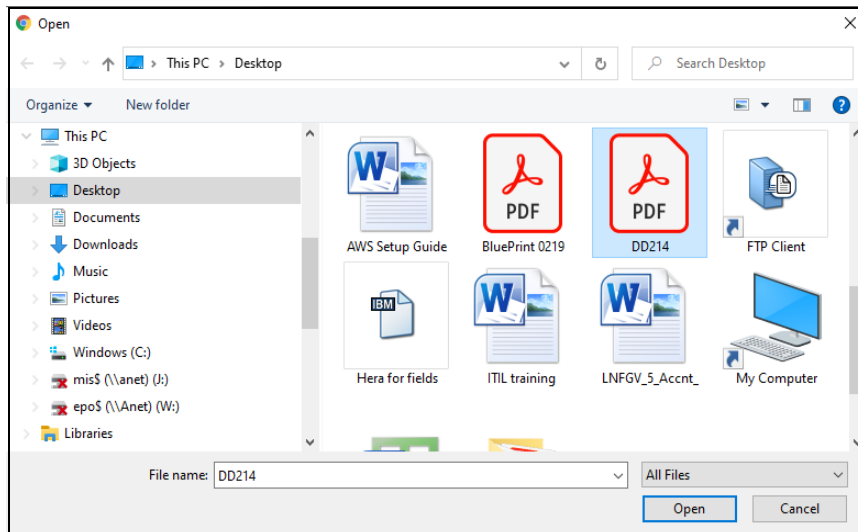 Open
This PC > Desktop
Search Desktop
Organize
New folder
This PC
3D Objects
Desktop
Documents
Downloads
Music
Pictures
Videos
Windows (C:)
mis$ (\\anet) (J:)
epo$ (\\Anet) (W:)
Libraries
PDF
PDF
AWS Setup Guide
BluePrint 0219
DD214
FTP Client
IBM
Hera for fields
ITIL training
LNFGV_5_Accnt_
My Computer
File name: DD214
All Files
Open
Cancel